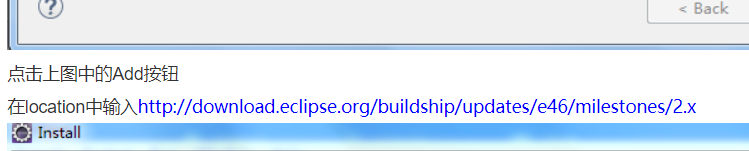 < Back
点击上图中的Add按钮
在location中输入http://download.eclipse.org/buildship/updates/e46/milestones/2.x
Install